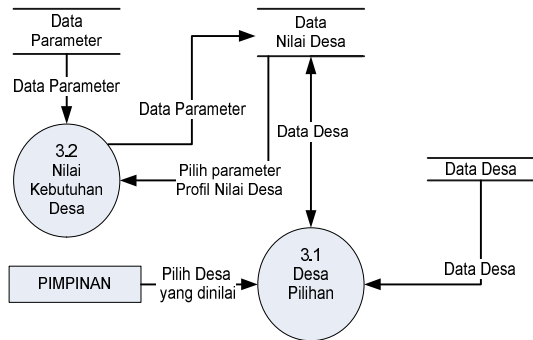 Data
Parameter
Data
Nilai Desa
Data Parameter
Data Parameter
3.2
Nilai
Kebutuhan
Desa
Data Desa
Pilih parameter
Profil Nilai Desa
Data Desa
3.1
Desa
Pilihan
PIMPINAN
Pilih Desa
yang dinilai
Data Desa